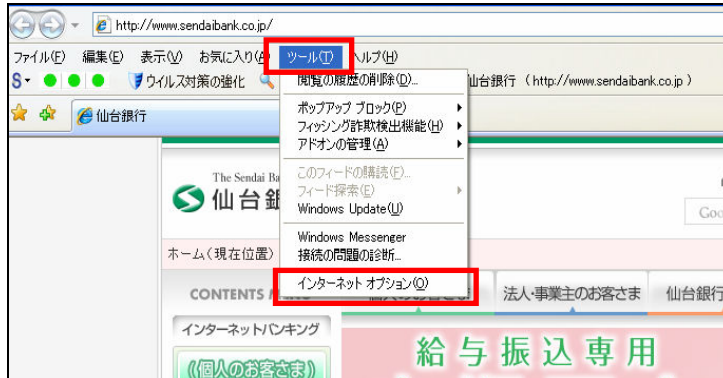 http://www.sendaibank.co.jp/
ファイル(F) 編集(E) 表示(V) お気に入り(A) ツール(T) ヘルプ(H)
S ウイルス対策の強化
閲覧の履歴の削除(D)...
仙台銀行 (http://www.sendaibank.co.jp )
ポップアップ ブロック(P)
仙台銀行
フィッシング詐欺検出機能(H)
アドオンの管理(A)
The Sendai
仙台
このフィードの購読(E)...
フィード探索(E)
Windows Update(U)
Goo
Windows Messenger
ホーム(現在位置)
接続の問題の診断...
インターネット オプション(O)
CONTENTS
法人・事業主のお客さま
仙台銀行
インターネットバンキング
給与振込専用
((個人のお客さま))